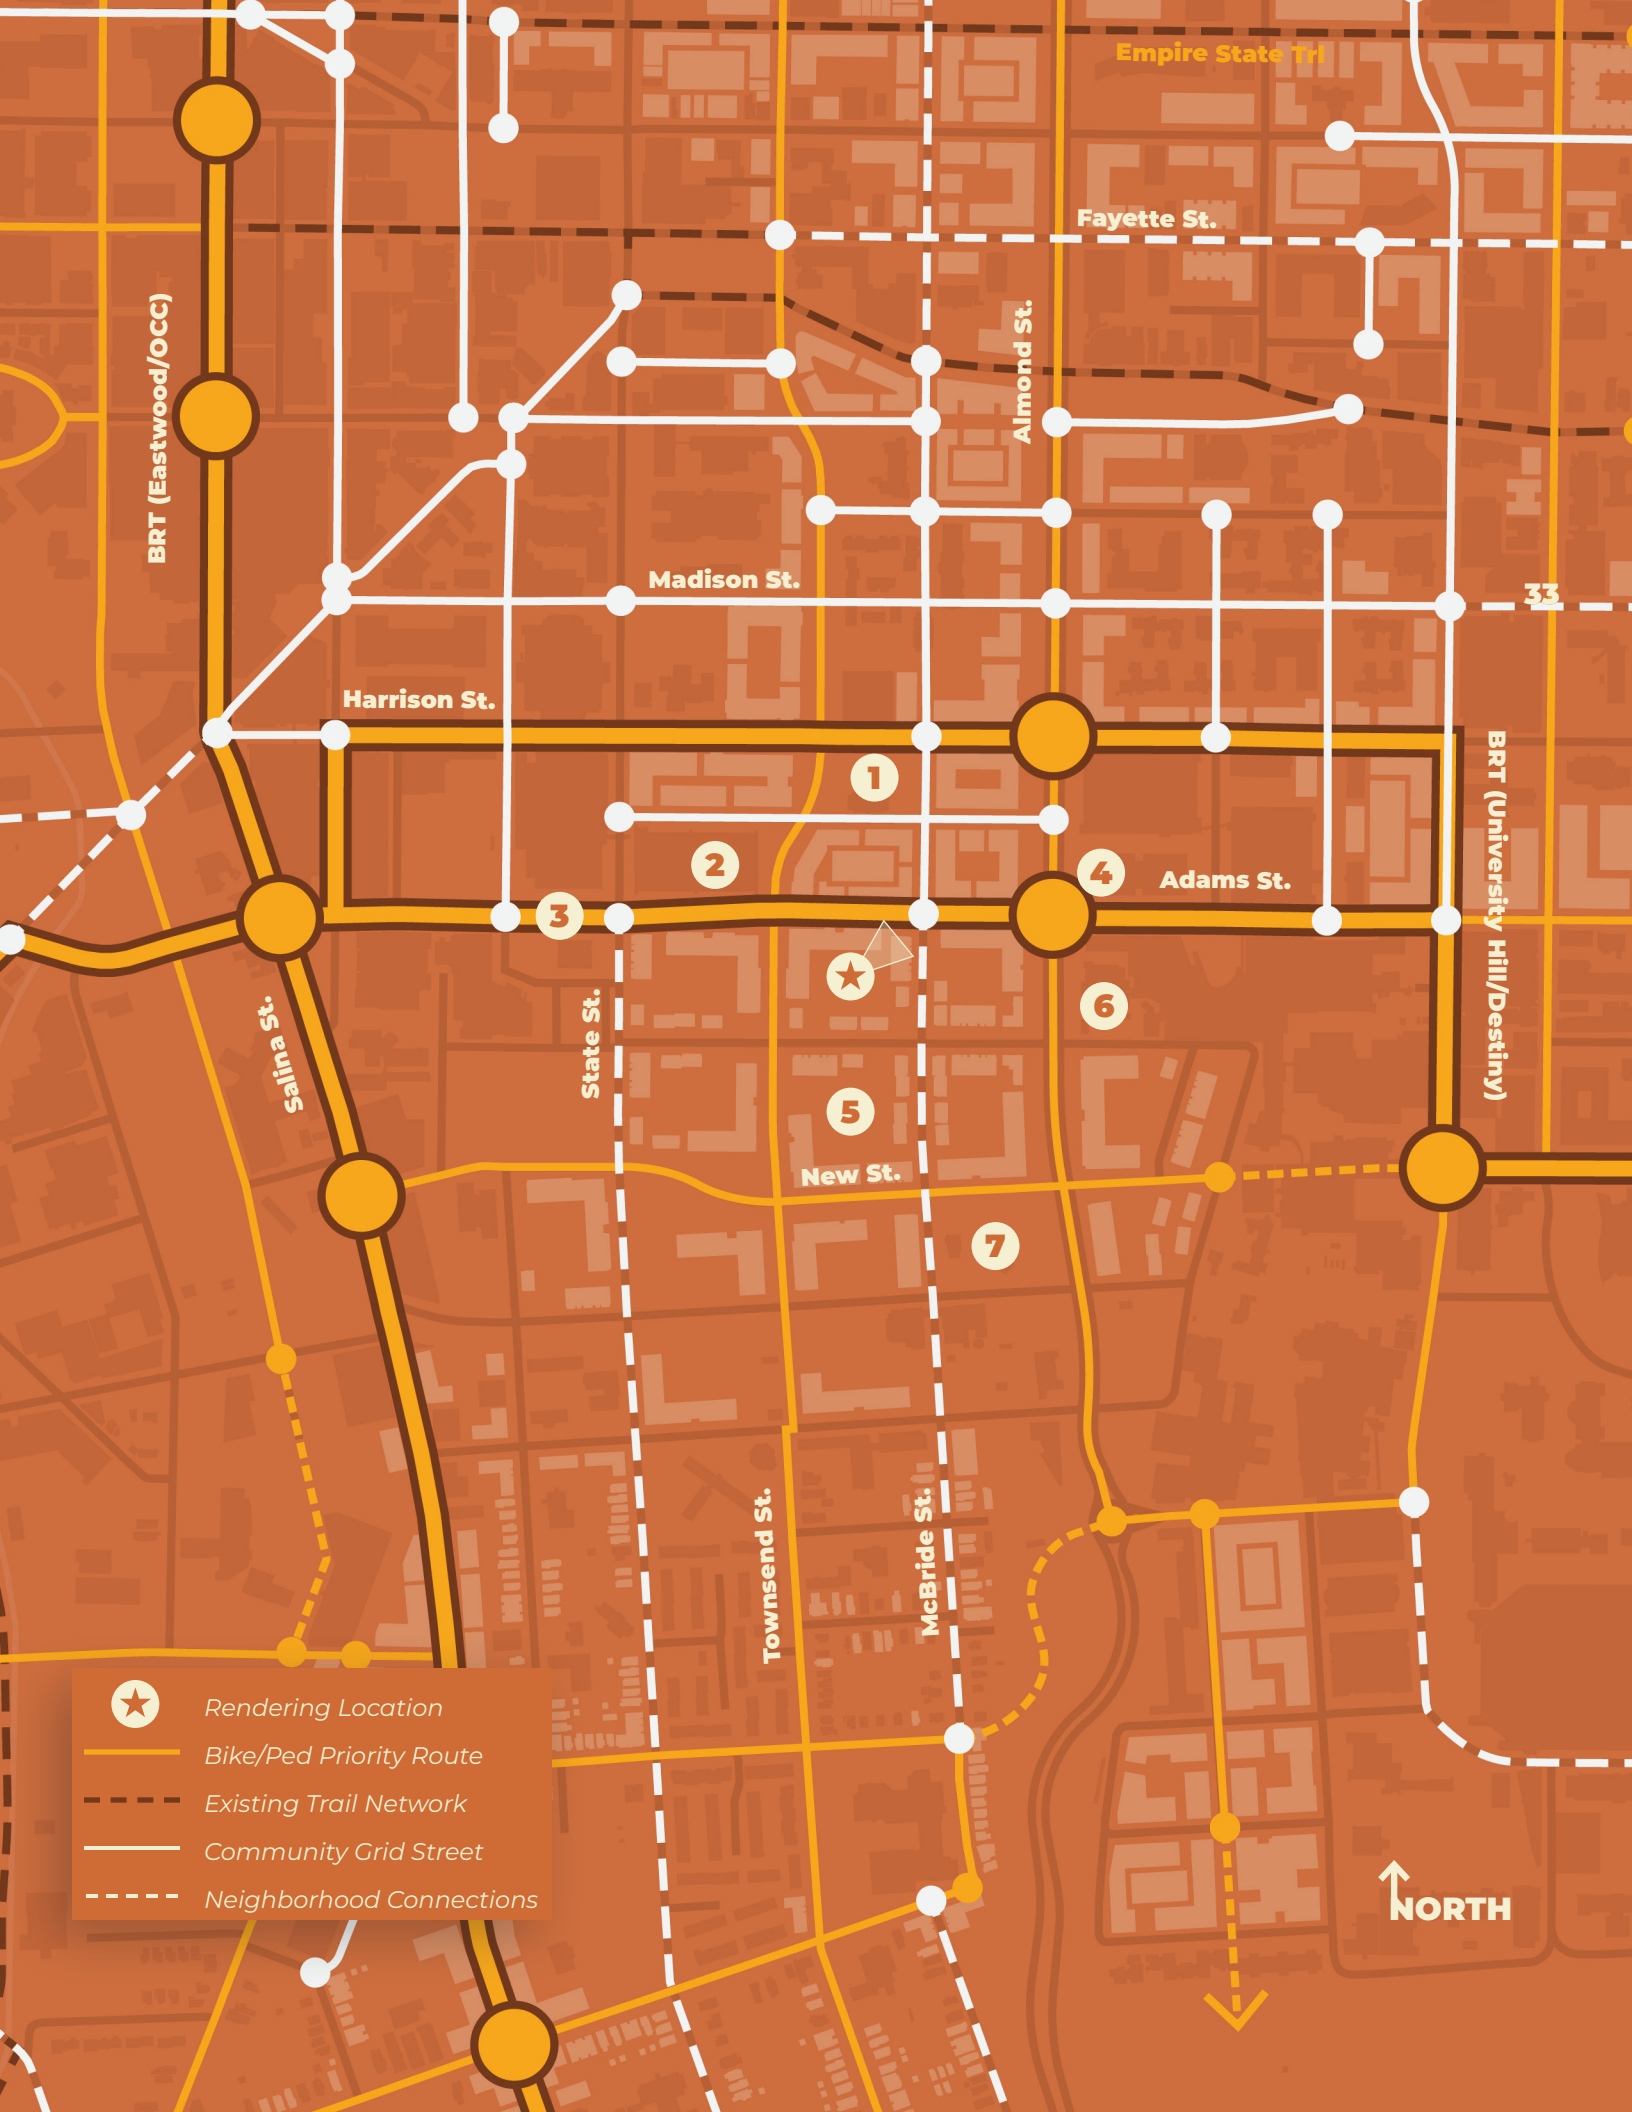 Empire State Trl
Fayette St.
BRT (Eastwood/OCC)
Almond St.
Madison St.
33
Harrison St.
1
2
3
4
Adams St.
BRT (University Hill/Destiny)
Salina St.
State St.
6
5
New St.
7
Townsend St.
McBride St.
Rendering Location
Bike/Ped Priority Route
Existing Trail Network
Community Grid Street
Neighborhood Connections
NORTH